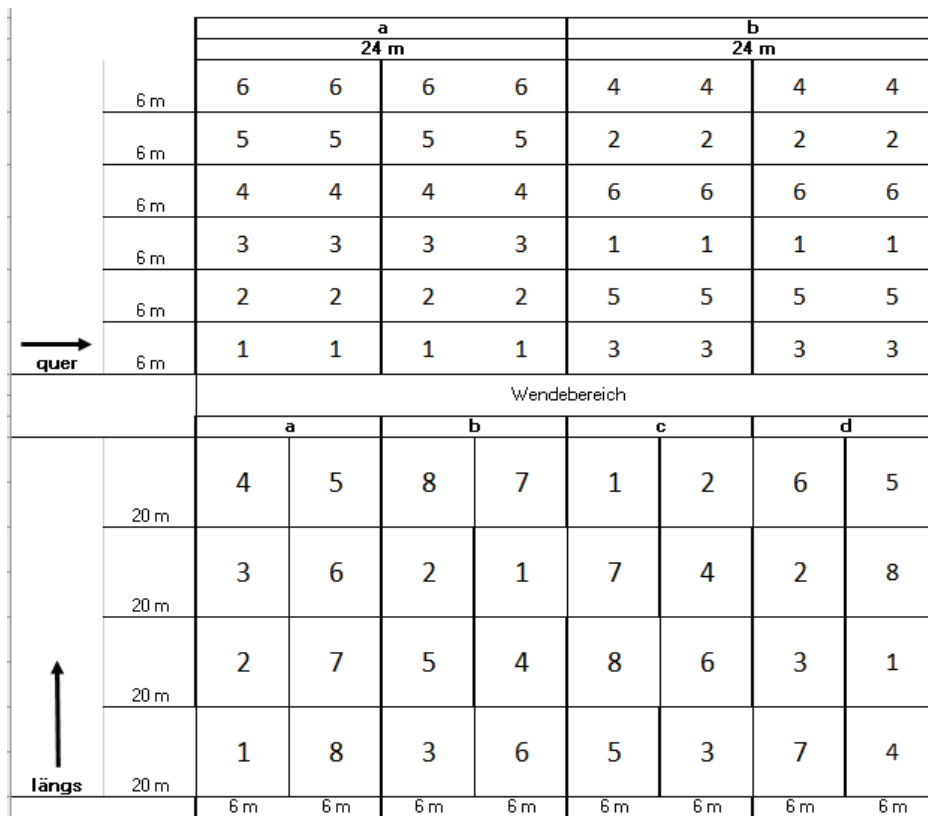 a b
24 m 24 m
6 m 6 6 6 6 4 4 4 4
6 m 5 5 5 5 2 2 2 2
6 m 4 4 4 4 6 6 6 6
6 m 3 3 3 3 1 1 1 1
6 m 2 2 2 2 5 5 5 5
quer 6 m 1 1 1 1 3 3 3 3
Wendebereich
a b c d
20 m 4 5 8 7 1 2 6 5
20 m 3 6 2 1 7 4 2 8
20 m 2 7 5 4 8 6 3 1
längs 20 m 1 8 3 6 5 3 7 4
6 m 6 m 6 m 6 m 6 m 6 m 6 m 6 m